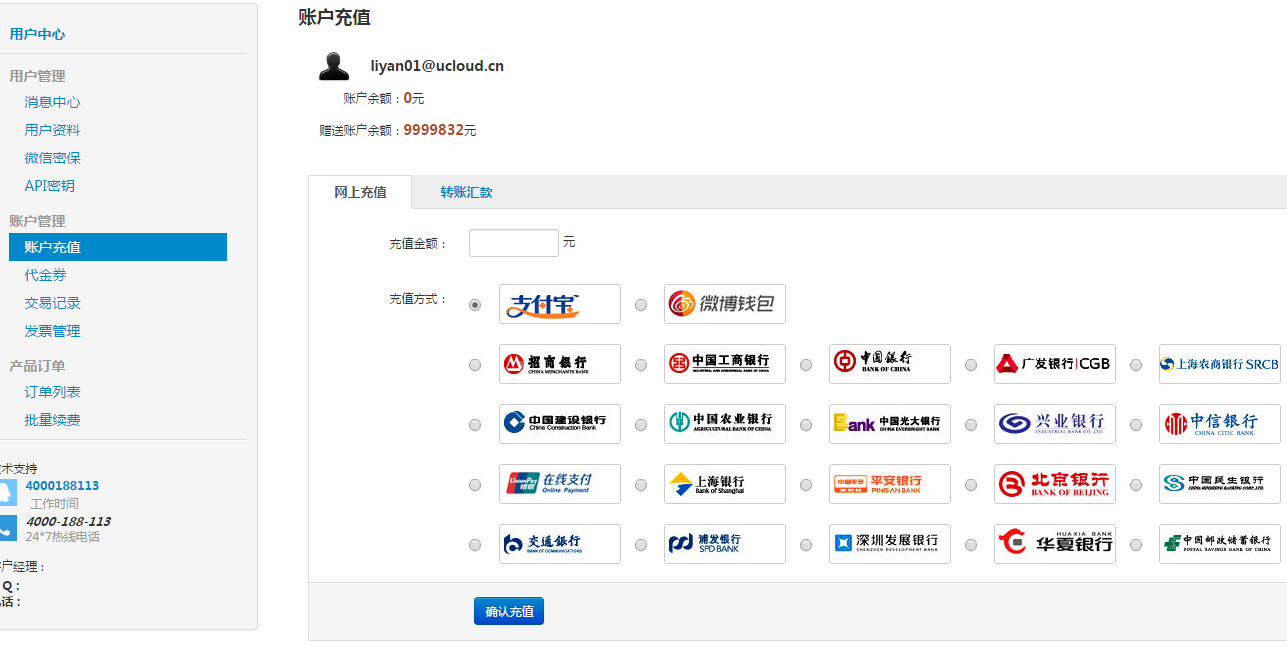 用户中心
用户管理
消息中心
用户资料
微信密保
API密钥
账户管理
账户充值
代金券
交易记录
发票管理
产品订单
订单列表
批量续费
术支持
4000188113
工作时间
4000-188-113
24*7热线电话
户经理：
Q：
话：
账户充值
liyan01@ucloud.cn
账户余额：0元
赠送账户余额：9999832元
网上充值 转账汇款
充值金额： 元
充值方式： 支付宝 微博钱包
招商银行 CHINA MERCHANTS BANK 中国工商银行 INDUSTRIAL AND COMMERCIAL BANK OF CHINA 中国银行 BANK OF CHINA 广发银行|CGB 上海农商银行 SRCB
中国建设银行 China Construction Bank 中国农业银行 AGRICULTURAL BANK OF CHINA Bank 中国光大银行 CHINA EVERBRIGHT BANK 兴业银行 INDUSTRIAL BANK CO.,LTD. 中信银行 CHINA CITIC BANK
UnionPay 银联 在线支付 Online Payment 上海银行 Bank of Shanghai 中国平安 平安银行 PING AN BANK 北京银行 BANK OF BEIJING 中国民生银行 CHINA MINSHENG BANKING CORP.,LTD.
交通银行 BANK OF COMMUNICATIONS 浦发银行 SPD BANK 深圳发展银行 SHENZHEN DEVELOPMENT BANK 华夏银行 HUAXIA BANK 中国邮政储蓄银行 POSTAL SAVINGS BANK OF CHINA
确认充值